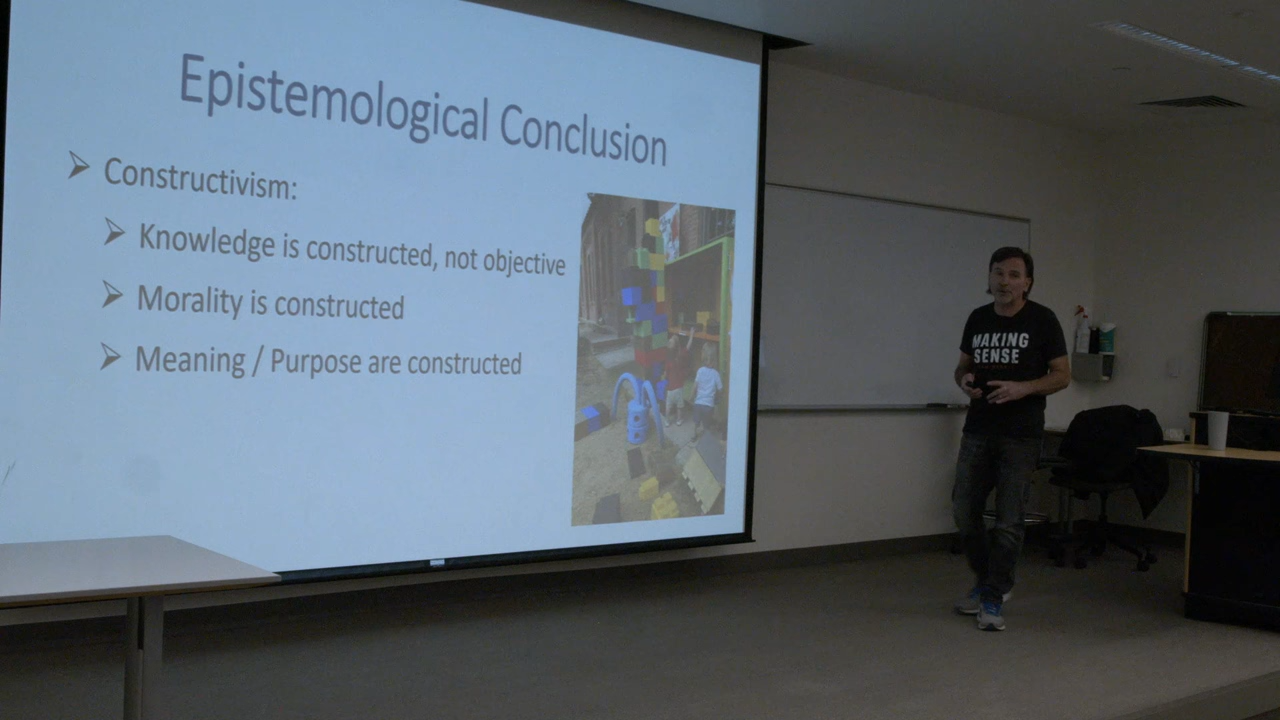 Epistemological Conclusion
Constructivism:
Knowledge is constructed, not objective
Morality is constructed
Meaning / Purpose are constructed
MAKING
SENSE